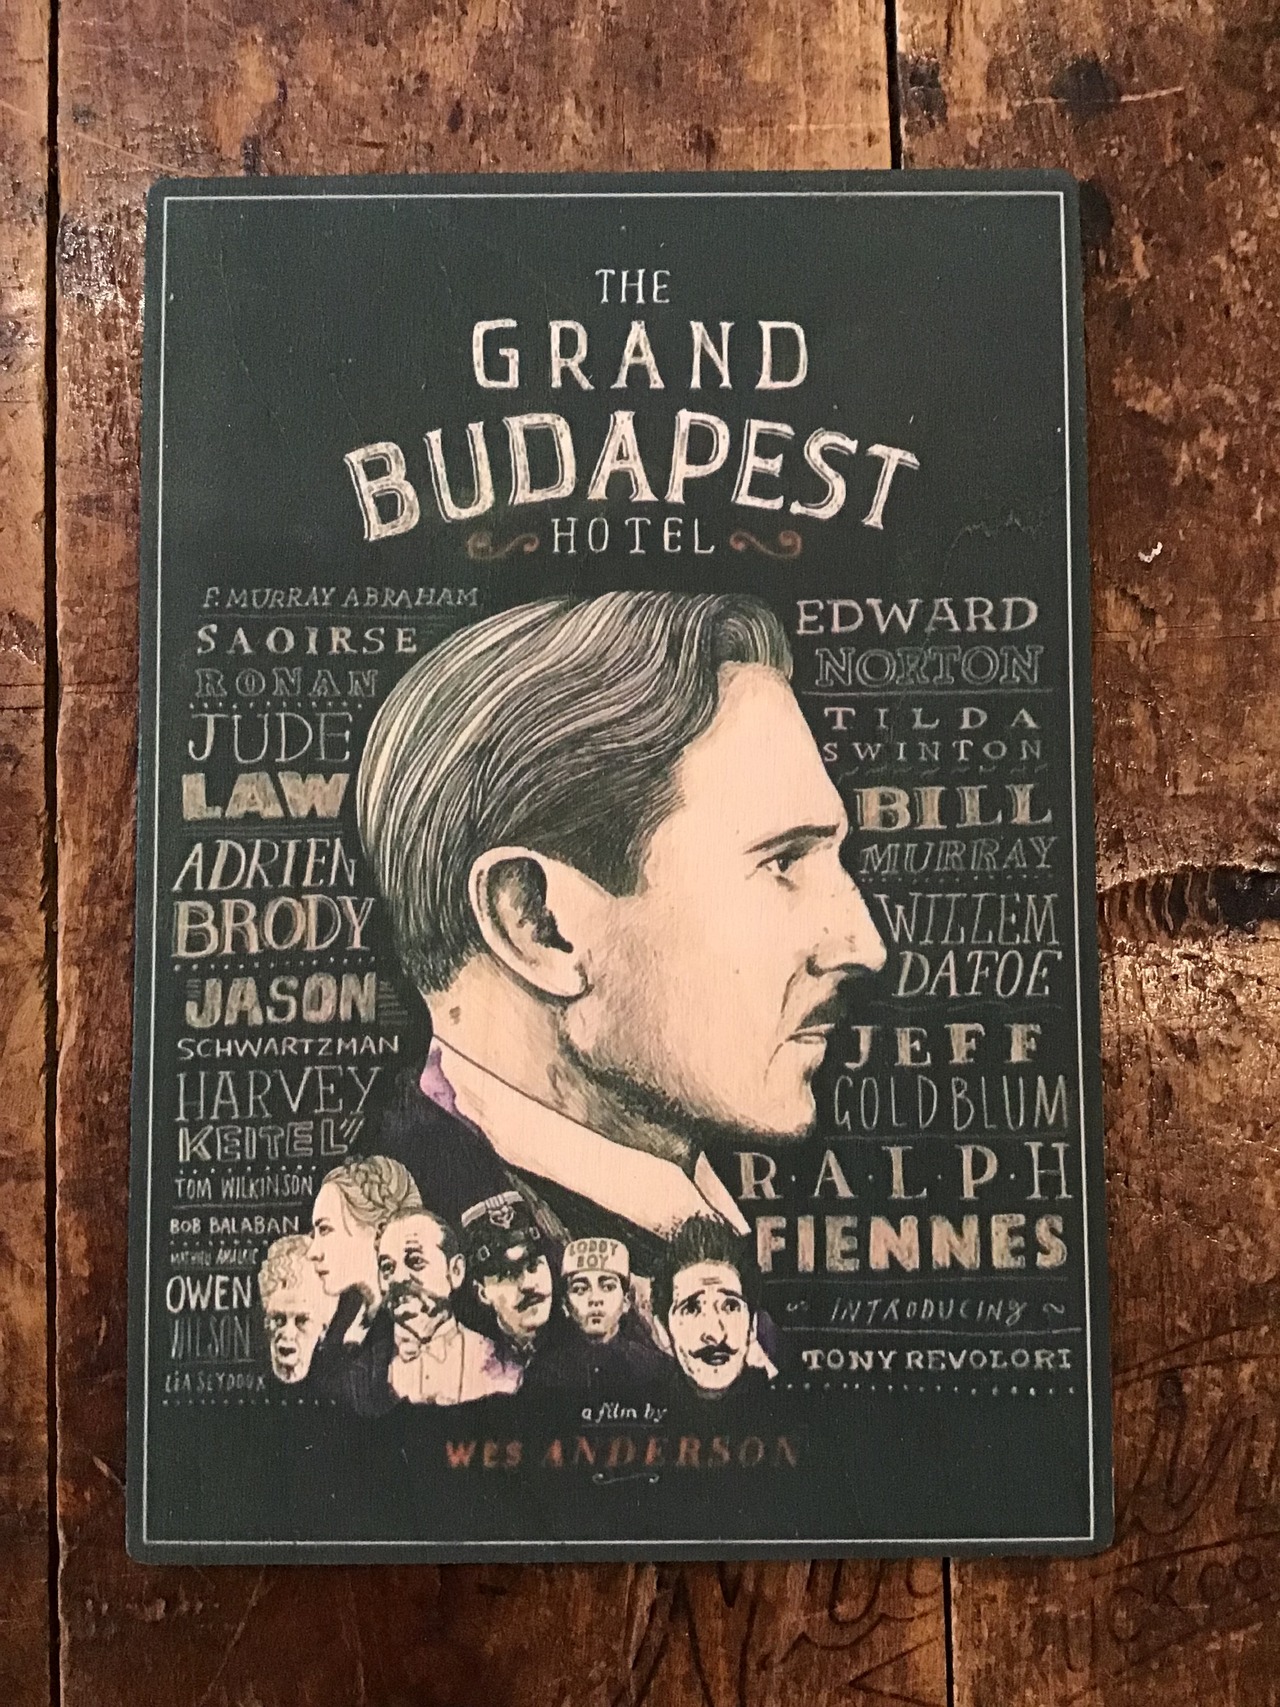 THE
GRAND
BUDAPEST
HOTEL
F. MURRAY ABRAHAM
SAOIRSE
RONAN
JUDE
LAW
ADRIEN
BRODY
JASON
SCHWARTZMAN
HARVEY
KEITEL
TOM WILKINSON
BOB BALABAN
MATHIEU AMALRIC
OWEN
WILSON
LÉA SEYDOUX
EDWARD
NORTON
TILDA
SWINTON
BILL
MURRAY
WILLEM
DAFOE
JEFF
GOLDBLUM
R·A·L·P·H
FIENNES
INTRODUCING
TONY REVOLORI
LOBBY
BOY
a film by
WES ANDERSON